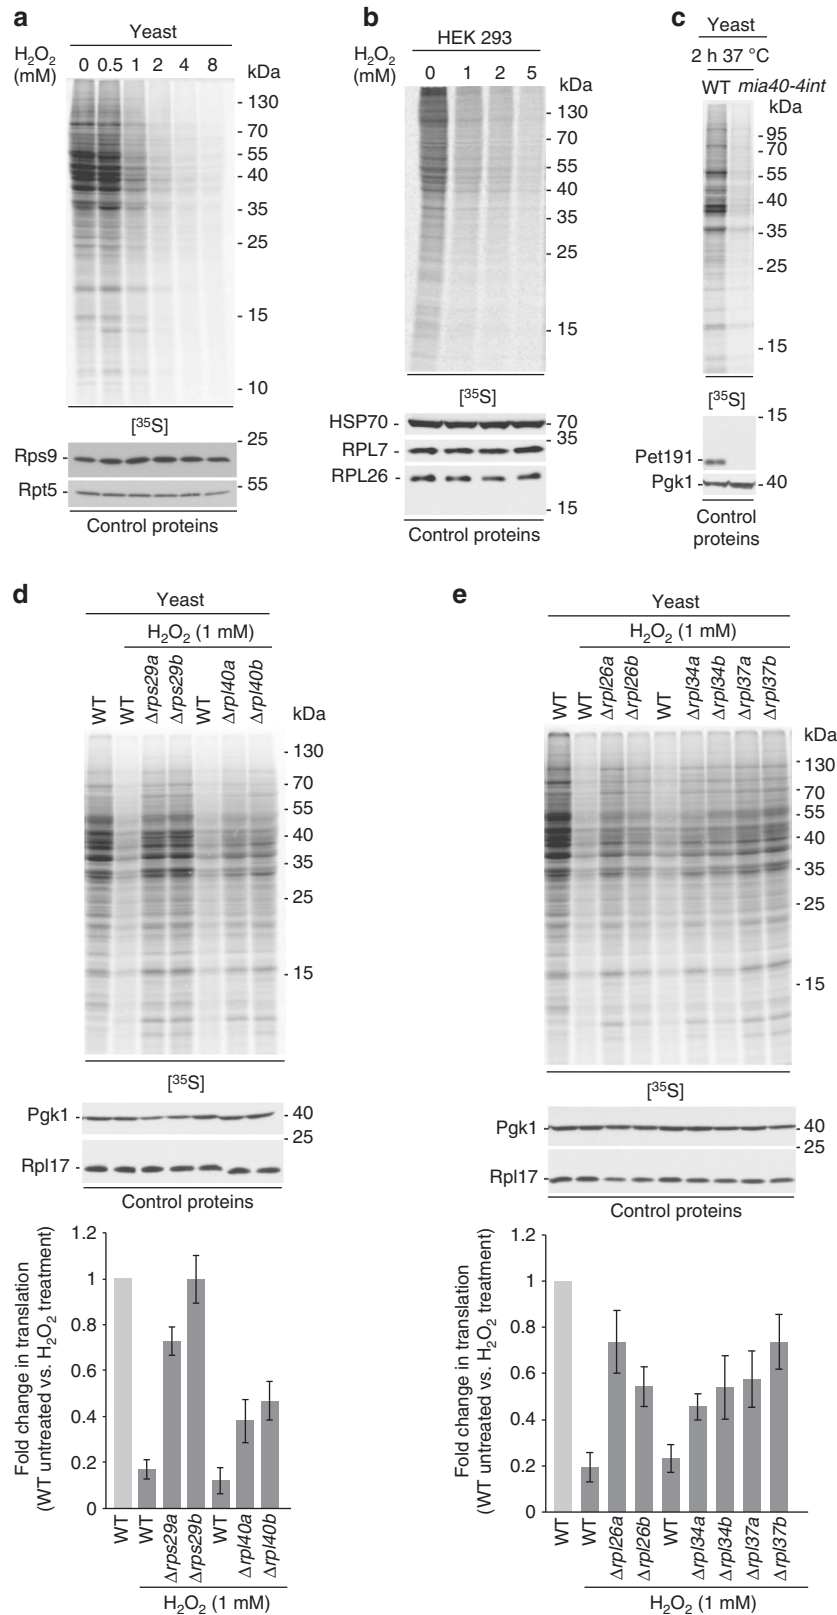 a
Yeast
H2O2
(mM)
0 0.5 1 2 4 8
kDa
- 130
- 70
- 55
- 40
- 35
- 25
- 15
- 10
[35S]
Rps9 -
- 25
Rpt5 -
- 55
Control proteins
b
HEK 293
H2O2
(mM)
0 1 2 5
kDa
- 130
- 70
- 55
- 40
- 35
- 25
- 15
[35S]
HSP70 -
- 70
- 35
RPL7 -
RPL26 -
- 15
Control proteins
c
Yeast
2 h 37 °C
WT mia40-4int
kDa
- 95
- 70
- 55
- 40
- 35
- 25
- 15
[35S]
- 15
Pet191 -
Pgk1 -
- 40
Control
proteins
d
Yeast
H2O2 (1 mM)
WT
WT
Δrps29a
Δrps29b
WT
Δrpl40a
Δrpl40b
kDa
- 130
- 70
- 55
- 40
- 35
- 25
- 15
[35S]
Pgk1 -
- 40
- 25
Rpl17 -
Control proteins
Fold change in translation
(WT untreated vs. H2O2 treatment)
1.2
1
0.8
0.6
0.4
0.2
0
WT
WT
Δrps29a
Δrps29b
WT
Δrpl40a
Δrpl40b
H2O2 (1 mM)
e
Yeast
H2O2 (1 mM)
WT
WT
Δrpl26a
Δrpl26b
WT
Δrpl34a
Δrpl34b
Δrpl37a
Δrpl37b
kDa
- 130
- 70
- 55
- 40
- 35
- 25
- 15
[35S]
Pgk1 -
- 40
- 25
Rpl17 -
Control proteins
Fold change in translation
(WT untreated vs. H2O2 treatment)
1.2
1
0.8
0.6
0.4
0.2
0
WT
WT
Δrpl26a
Δrpl26b
WT
Δrpl34a
Δrpl34b
Δrpl37a
Δrpl37b
H2O2 (1 mM)